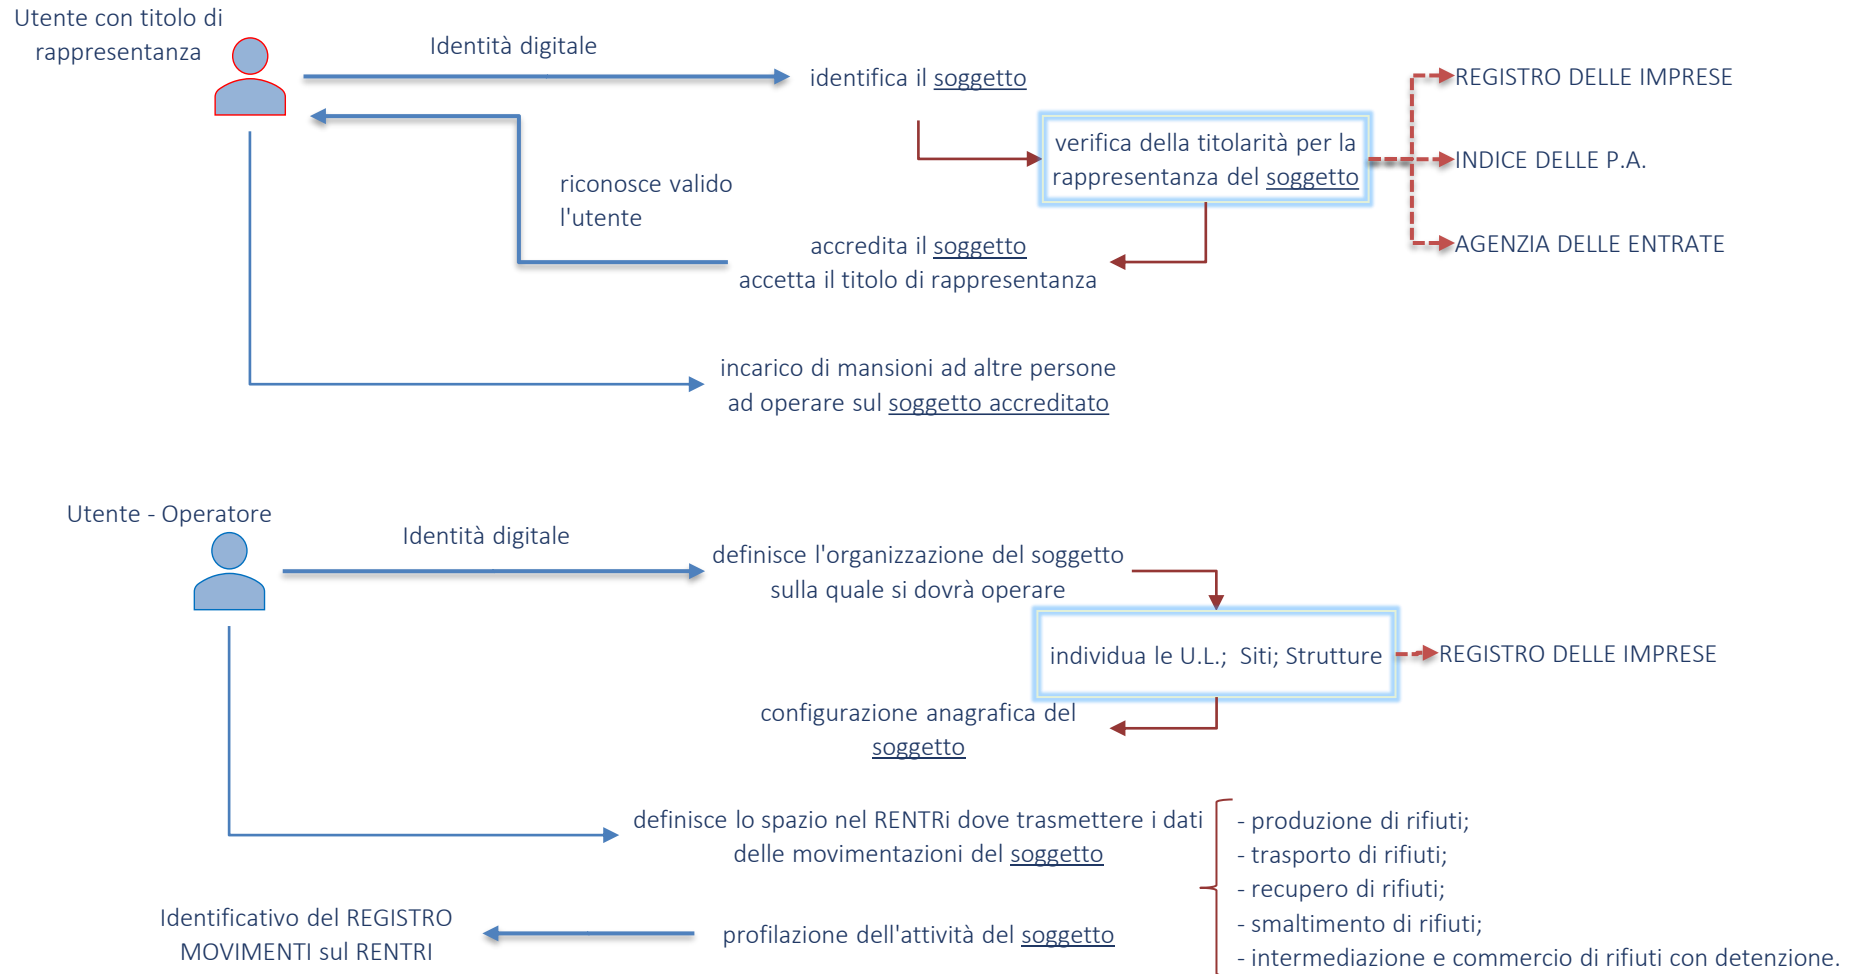 Utente con titolo di
rappresentanza
Identità digitale
identifica il soggetto
REGISTRO DELLE IMPRESE
verifica della titolarità per la
rappresentanza del soggetto
INDICE DELLE P.A.
riconosce valido
l'utente
accredita il soggetto
accetta il titolo di rappresentanza
AGENZIA DELLE ENTRATE
incarico di mansioni ad altre persone
ad operare sul soggetto accreditato
Utente - Operatore
Identità digitale
definisce l'organizzazione del soggetto
sulla quale si dovrà operare
individua le U.L.; Siti; Strutture
REGISTRO DELLE IMPRESE
configurazione anagrafica del
soggetto
definisce lo spazio nel RENTRi dove trasmettere i dati
delle movimentazioni del soggetto
- produzione di rifiuti;
- trasporto di rifiuti;
- recupero di rifiuti;
- smaltimento di rifiuti;
- intermediazione e commercio di rifiuti con detenzione.
profilazione dell'attività del soggetto
Identificativo del REGISTRO
MOVIMENTI sul RENTRI